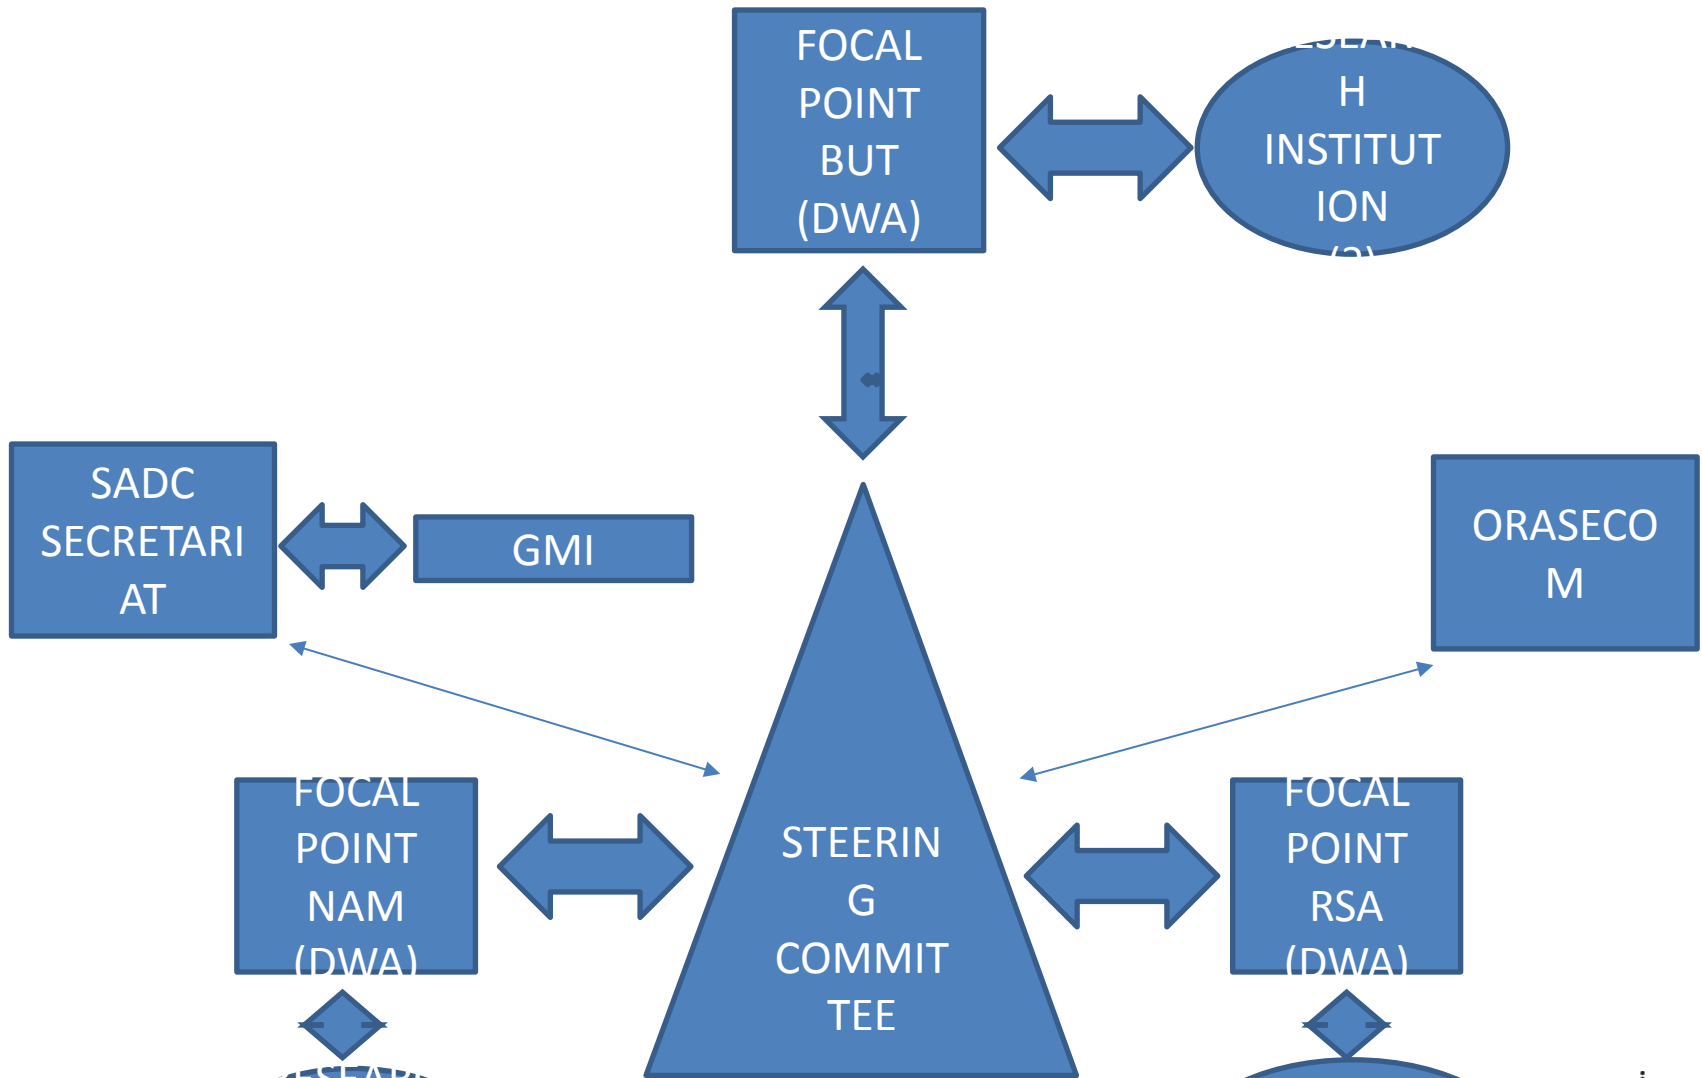 FOCAL
POINT
BUT
(DWA)
H
INSTITUT
ION
SADC
SECRETARI
AT
GMI
ORASECO
M
FOCAL
POINT
NAM
(DWA)
STEERIN
G
COMMIT
TEE
FOCAL
POINT
RSA
(DWA)